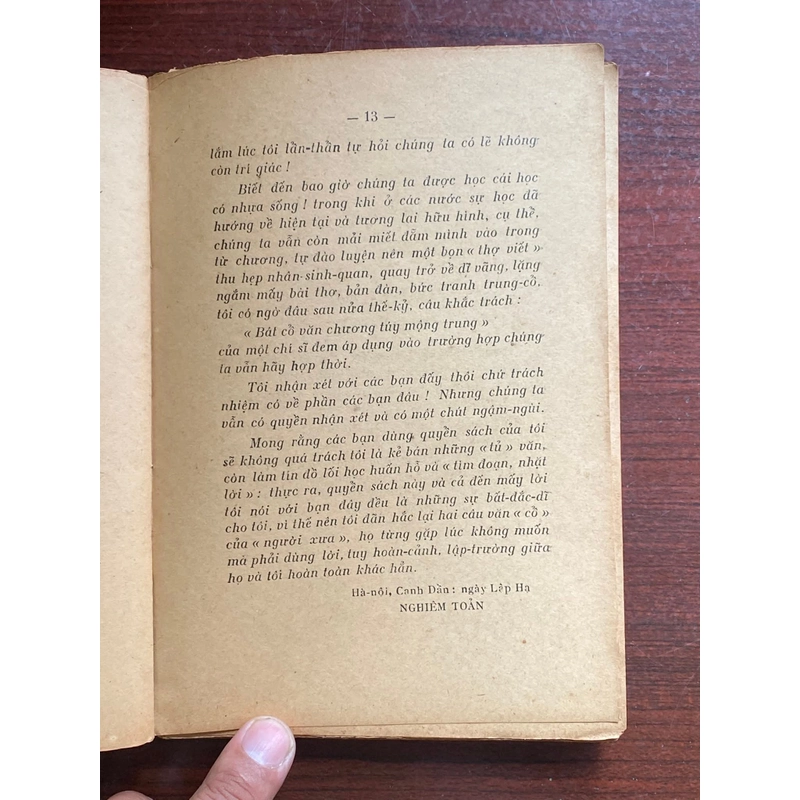 — 13 —
lắm lúc tôi lần-thần tự hỏi chúng ta có lẽ không
còn tri giác !
Biết đến bao giờ chúng ta được học cái học
có nhựa sống ! trong khi ở các nước sự học đã
hướng về hiện tại và tương lai hữu hình, cụ thể,
chúng ta vẫn còn mải miết đắm mình vào trong
từ chương, tự đào luyện nên một bọn « thợ viết »
thu hẹp nhân-sinh-quan, quay trở về dĩ vãng, lặng
ngắm mấy bài thơ, bản đàn, bức tranh trung-cổ.
tôi có ngờ đâu sau nửa thế-kỷ, câu khắc trách :
« Bát cổ văn chương túy mộng trung »
của một chí sĩ đem áp dụng vào trường hợp chúng
ta vẫn hãy hợp thời.
Tôi nhận xét với các bạn đấy thôi chứ trách
nhiệm có về phần các bạn đâu ! Nhưng chúng ta
vẫn có quyền nhận xét và có một chút ngậm-ngùi.
Mong rằng các bạn dùng quyển sách của tôi
sẽ không quá trách tôi là kẻ bán những « tủ » văn,
còn làm tín đồ lối học huấn hỗ và « tìm đoạn, nhặt
lời » : thực ra, quyển sách này và cả đến mấy lời
tôi nói với bạn đây đều là những sự bất-đắc-dĩ
cho tôi, vì thế nên tôi dẫn hắc lại hai câu văn « cổ »
của « người xưa », họ từng gặp lúc không muốn
mà phải dùng lời, tuy hoàn-cảnh, lập-trường giữa
họ và tôi hoàn toàn khác hẳn.
Hà-nội, Canh Dần : ngày Lập Hạ
NGHIÊM TOẢN